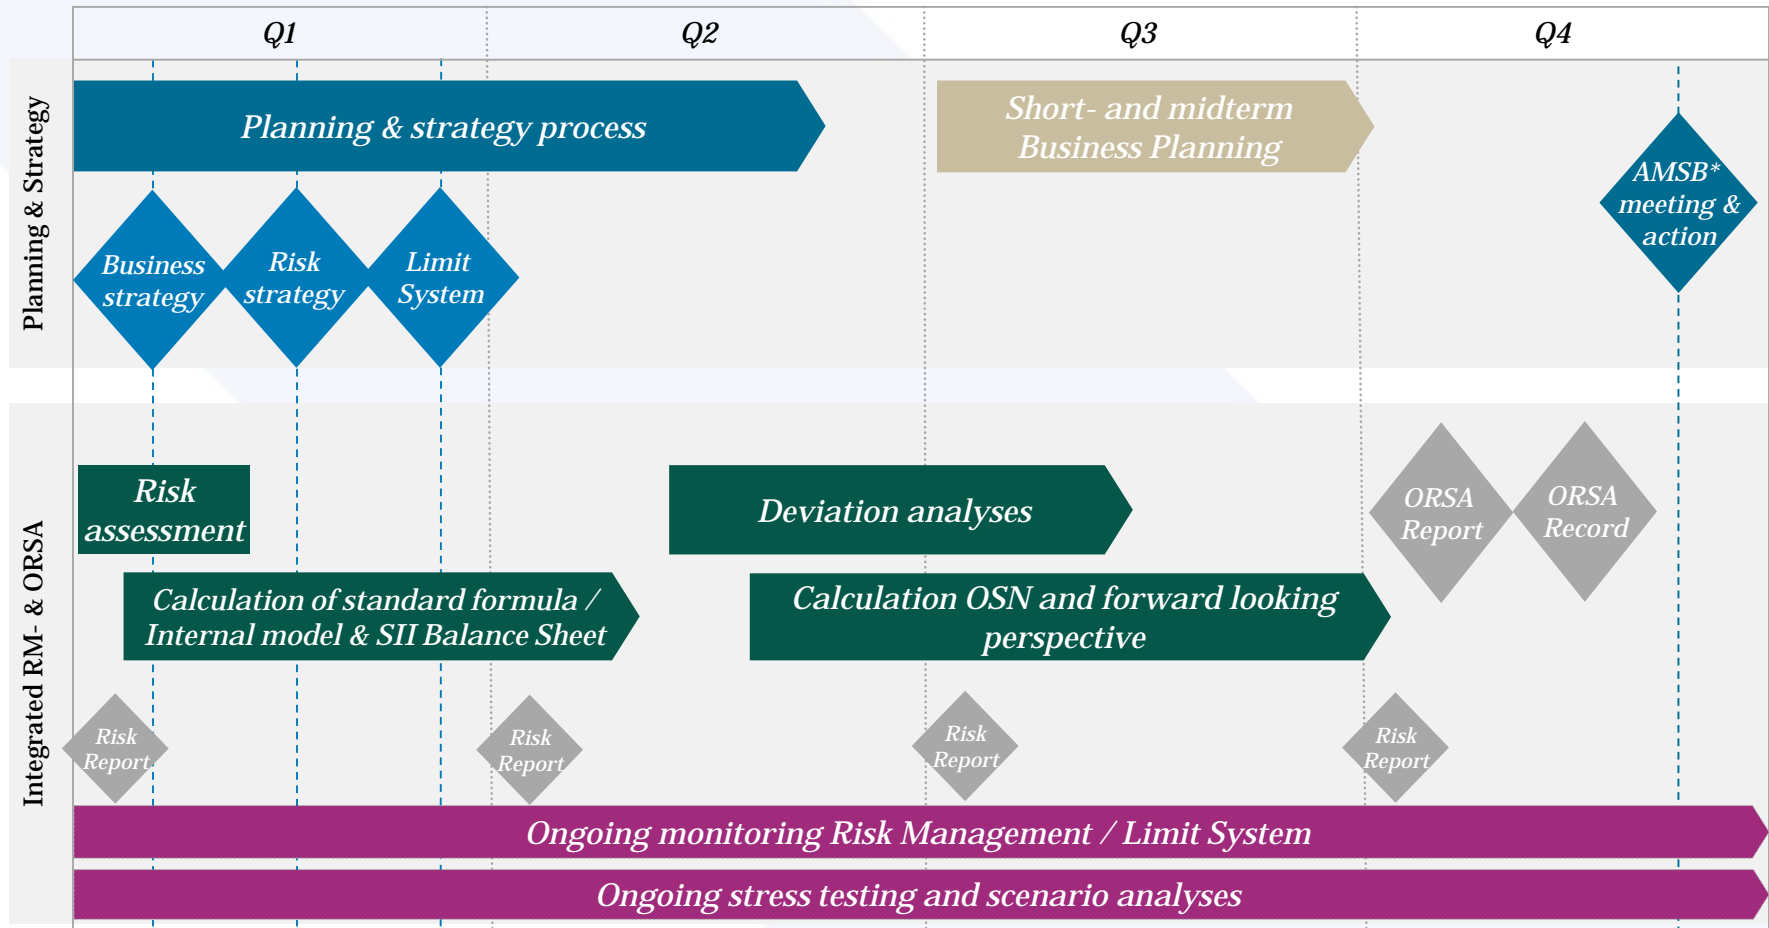 Q1
Q2
Q3
Q4
Planning & Strategy
Planning & strategy process
Short- and midterm
Business Planning
AMSB*
meeting &
action
Business
strategy
Risk
strategy
Limit
System
Integrated RM- & ORSA
Risk
assessment
Deviation analyses
ORSA
Report
ORSA
Record
Calculation of standard formula /
Internal model & SII Balance Sheet
Calculation OSN and forward looking
perspective
Risk
Report
Risk
Report
Risk
Report
Risk
Report
Ongoing monitoring Risk Management / Limit System
Ongoing stress testing and scenario analyses